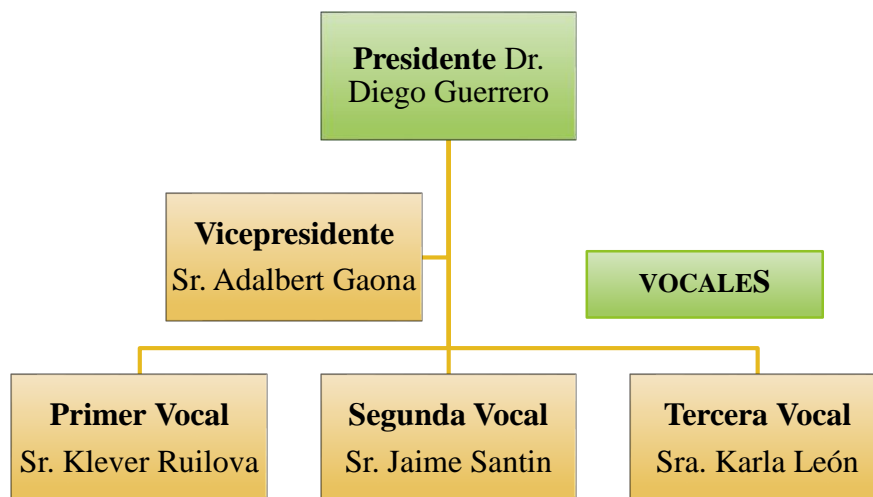 Presidente Dr.
Diego Guerrero
Vicepresidente
Sr. Adalbert Gaona
VOCALES
Primer Vocal
Sr. Klever Ruilova
Segunda Vocal
Sr. Jaime Santin
Tercera Vocal
Sra. Karla León